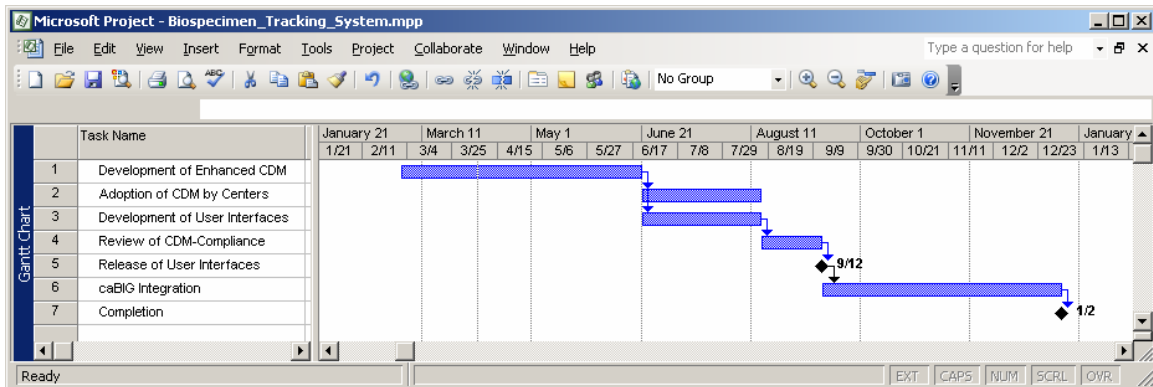 Microsoft Project - Biospecimen_Tracking_System.mpp
File Edit View Insert Format Tools Project Collaborate Window Help Type a question for help
ABC No Group
Task Name January 21 March 11 May 1 June 21 August 11 October 1 November 21 January
1/21 2/11 3/4 3/25 4/15 5/6 5/27 6/17 7/8 7/29 8/19 9/9 9/30 10/21 11/11 12/2 12/23 1/13
1 Development of Enhanced CDM
2 Adoption of CDM by Centers
3 Development of User Interfaces
4 Review of CDM-Compliance
5 Release of User Interfaces 9/12
6 caBIG Integration
7 Completion 1/2
Gantt Chart
Ready EXT CAPS NUM SCRL OVR